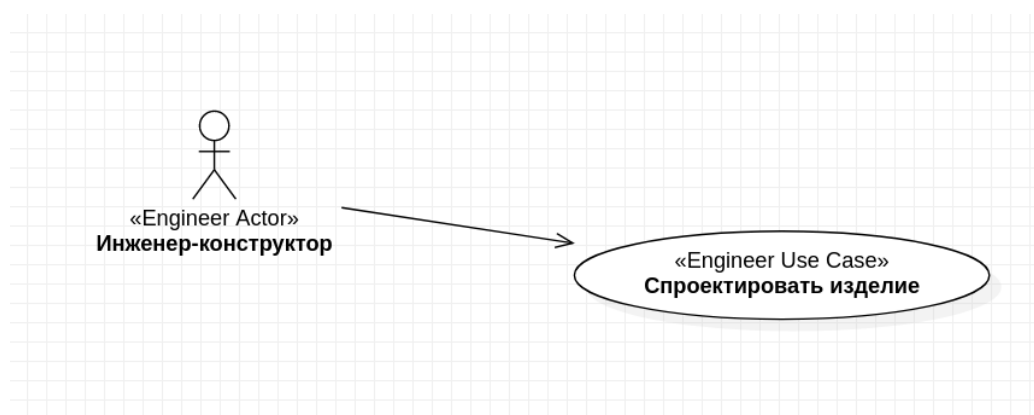 «Engineer Actor»
Инженер-конструктор
«Engineer Use Case»
Спроектировать изделие